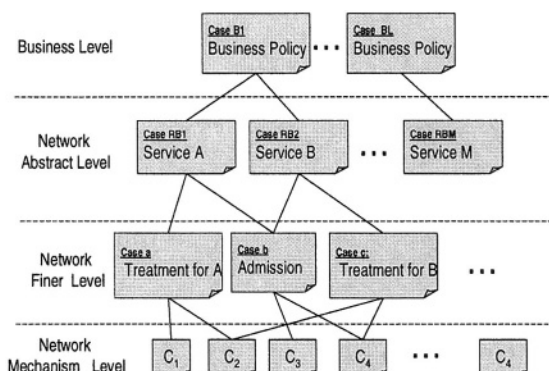 Business Level
Case B1
Business Policy
...
Case BL
Business Policy
Network
Abstract Level
Case RB1
Service A
Case RB2
Service B
...
Case RBM
Service M
Network
Finer Level
Case a
Treatment for A
Case b
Admission
Case c:
Treatment for B
...
Network
Mechanism Level
C1
C2
C3
C4
...
C4